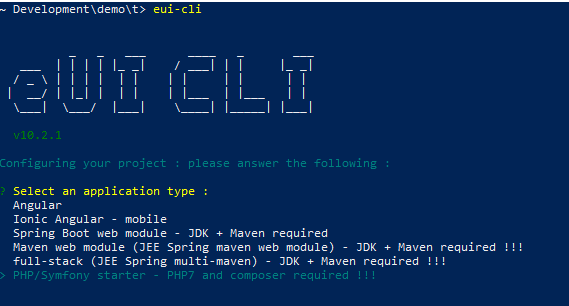 ~ Development\demo\t> eui-cli
eUI CLI
v10.2.1
Configuring your project : please answer the following :
? Select an application type :
Angular
Ionic Angular - mobile
Spring Boot web module - JDK + Maven required
Maven web module (JEE Spring maven web module) - JDK + Maven required !!!
full-stack (JEE Spring multi-maven) - JDK + Maven required !!!
> PHP/Symfony starter - PHP7 and composer required !!!